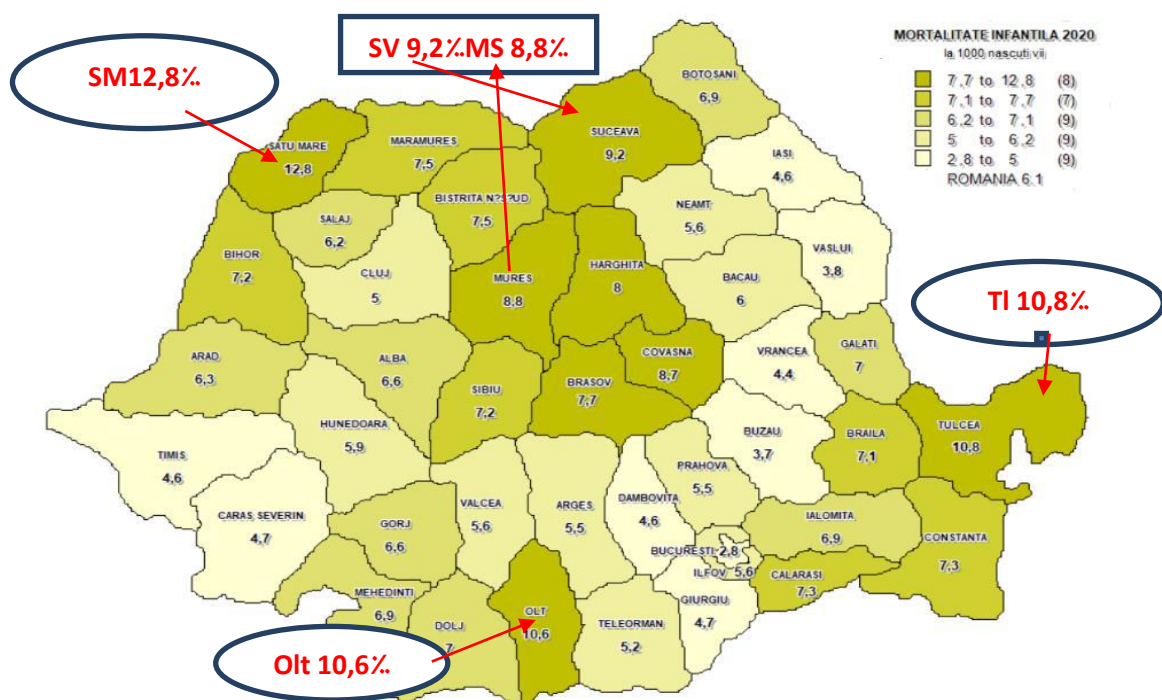 SM12,8‰
SV 9,2‰MS 8,8‰
MORTALITATE INFANTILA 2020
la 1000 nascuti vii
7,7 to 12,8 (8)
7,1 to 7,7 (7)
6,2 to 7,1 (9)
5 to 6,2 (9)
2,8 to 5 (9)
ROMANIA 6.1
BOTOSANI
6,9
SATU MARE
12,8
MARAMURES
7,5
SUCEAVA
9,2
IASI
4,6
BISTRITA N?S?UD
7,5
NEAMT
5,6
SALAJ
6,2
BIHOR
7,2
CLUJ
5
MURES
8,8
HARGHITA
8
BACAU
6
VASLUI
3,8
Tl 10,8‰
ARAD
6,3
ALBA
6,6
SIBIU
7,2
BRASOV
7,7
COVASNA
8,7
VRANCEA
4,4
GALATI
7
HUNEDOARA
5,9
TIMIS
4,6
BUZAU
3,7
BRAILA
7,1
TULCEA
10,8
CARAS SEVERIN
4,7
GORJ
6,6
VALCEA
5,6
ARGES
5,5
DAMBOVITA
4,6
PRAHOVA
5,5
IALOMITA
6,9
CONSTANTA
7,3
BUCURESTI 2,8
ILFOV 5,6
CALARASI
7,3
MEHEDINTI
6,9
DOLJ
7
OLT
10,6
TELEORMAN
5,2
GIURGIU
4,7
Olt 10,6‰